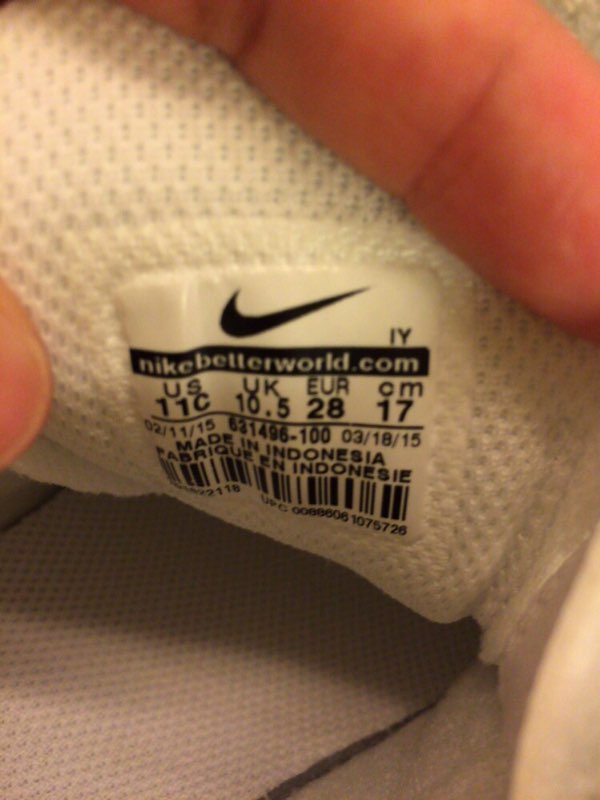 IY
nikebetterworld.com
US UK EUR cm
11C 10.5 28 17
02/11/15 631496-100 03/18/15
MADE IN INDONESIA
FABRIQUE EN INDONESIE
UPC 00886061075726